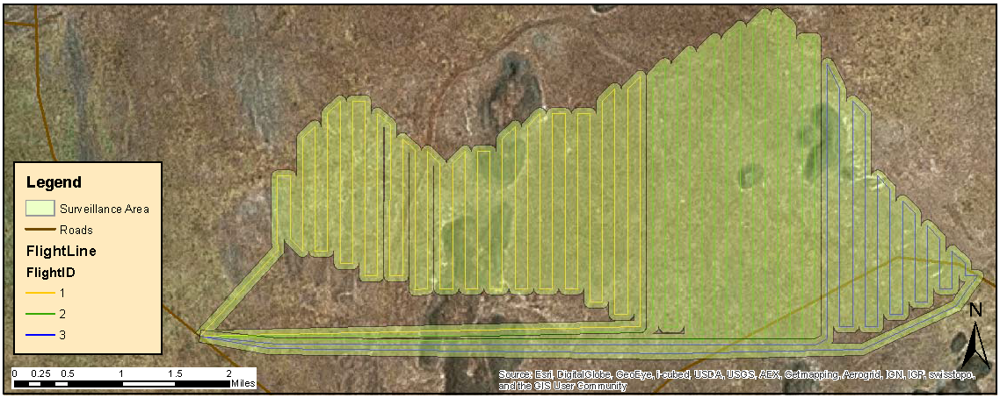 Legend
Surveillance Area
Roads
FlightLine
FlightID
1
2
3
0 0.25 0.5 1 1.5 2
Miles
N
Source: Esri, DigitalGlobe, GeoEye, i-cubed, USDA, USGS, AEX, Getmapping, Aerogrid, IGN, IGP, swisstopo,
and the GIS User Community